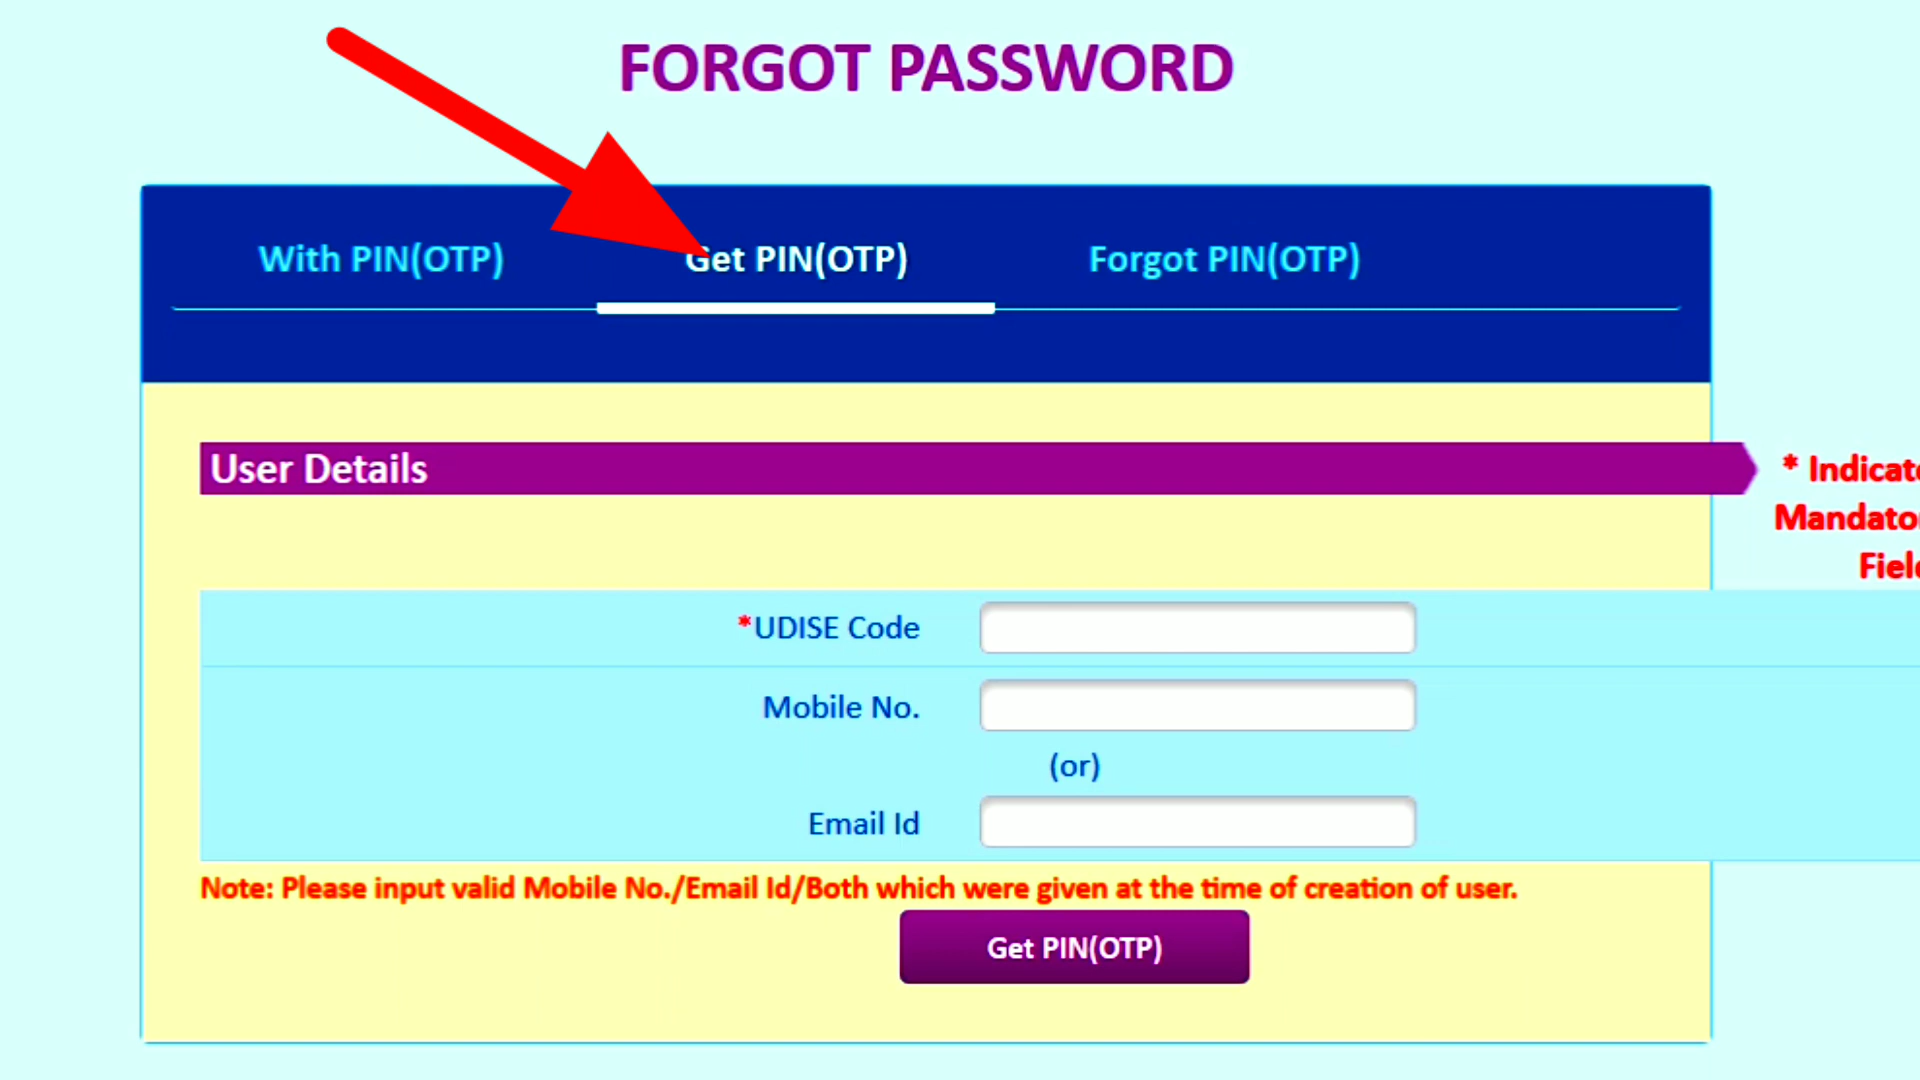 FORGOT PASSWORD
With PIN(OTP)
Get PIN(OTP)
Forgot PIN(OTP)
User Details
* Indicat
Mandato
Fiel
*UDISE Code
Mobile No.
(or)
Email Id
Note: Please input valid Mobile No./Email Id/Both which were given at the time of creation of user.
Get PIN(OTP)